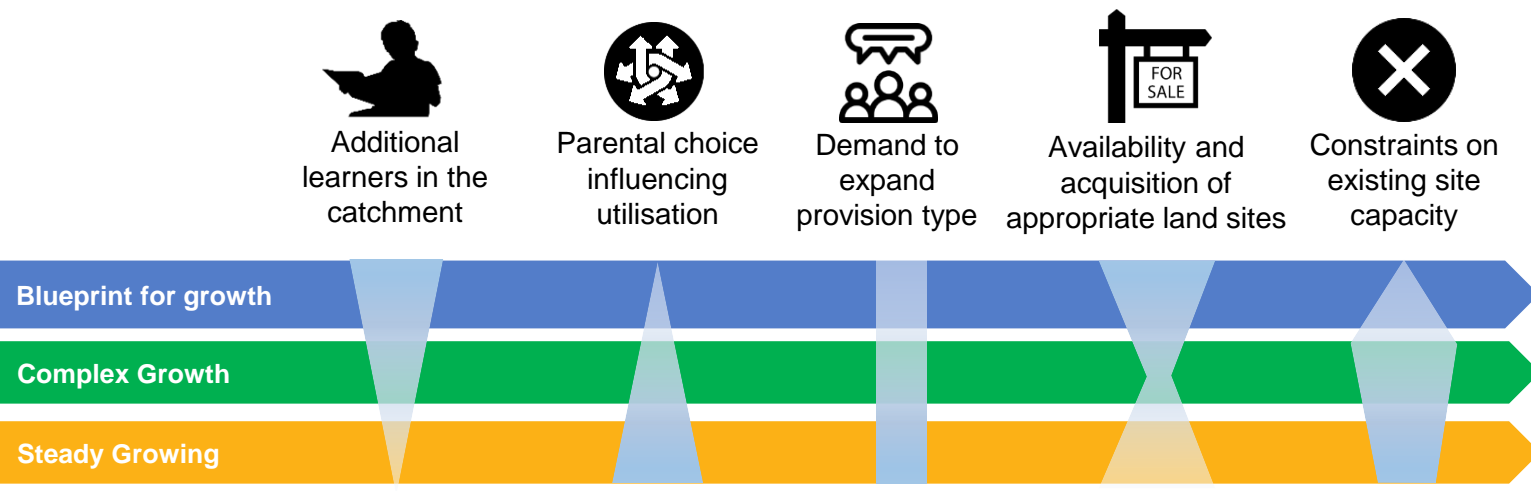 FOR
SALE
Additional
learners in the
catchment
Parental choice
influencing
utilisation
Demand to
expand
provision type
Availability and
acquisition of
appropriate land sites
Constraints on
existing site
capacity
Blueprint for growth
Complex Growth
Steady Growing